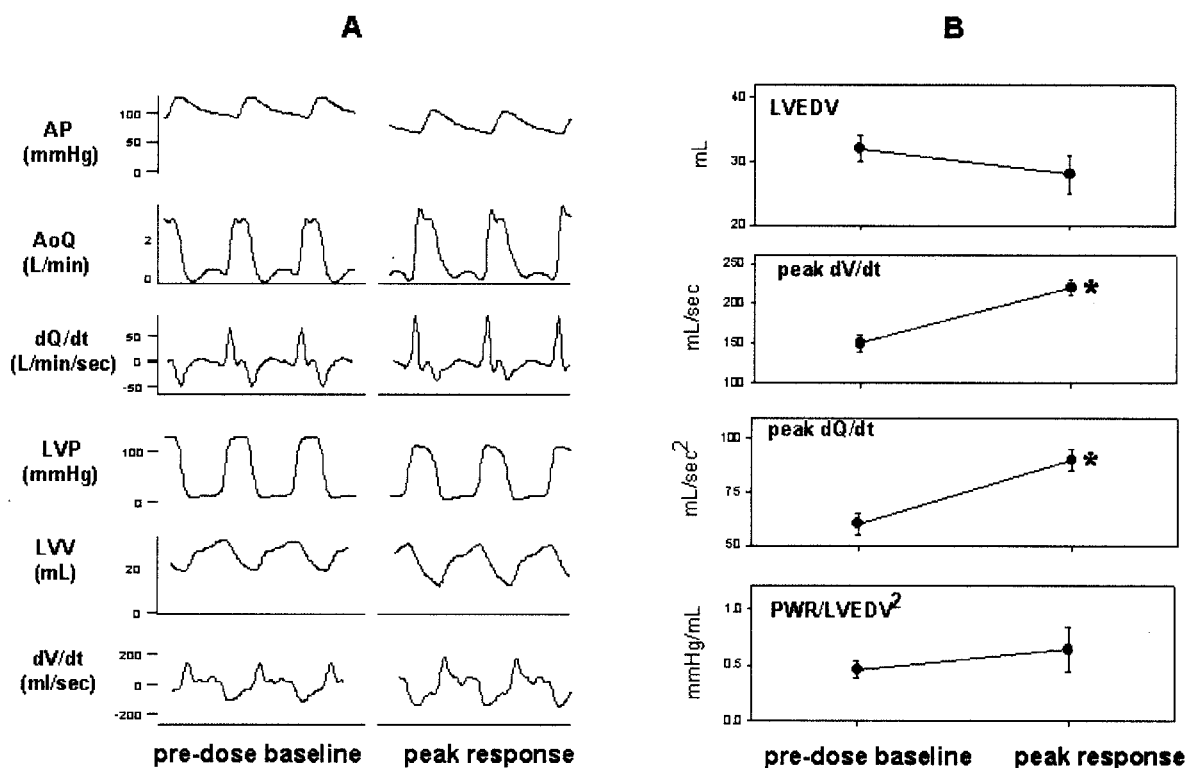 A
AP
(mmHg)
100
50
0
AoQ
(L/min)
2
0
dQ/dt
(L/min/sec)
50
0
-50
LVP
(mmHg)
100
0
LVV
(mL)
20
0
dV/dt
(ml/sec)
200
0
-200
pre-dose baseline peak response
B
LVEDV
mL
40
30
20
peak dV/dt
mL/sec
250
200
150
100
peak dQ/dt
mL/sec²
100
75
50
PWR/LVEDV²
mmHg/mL
1.0
0.5
0.0
*
*
pre-dose baseline peak response